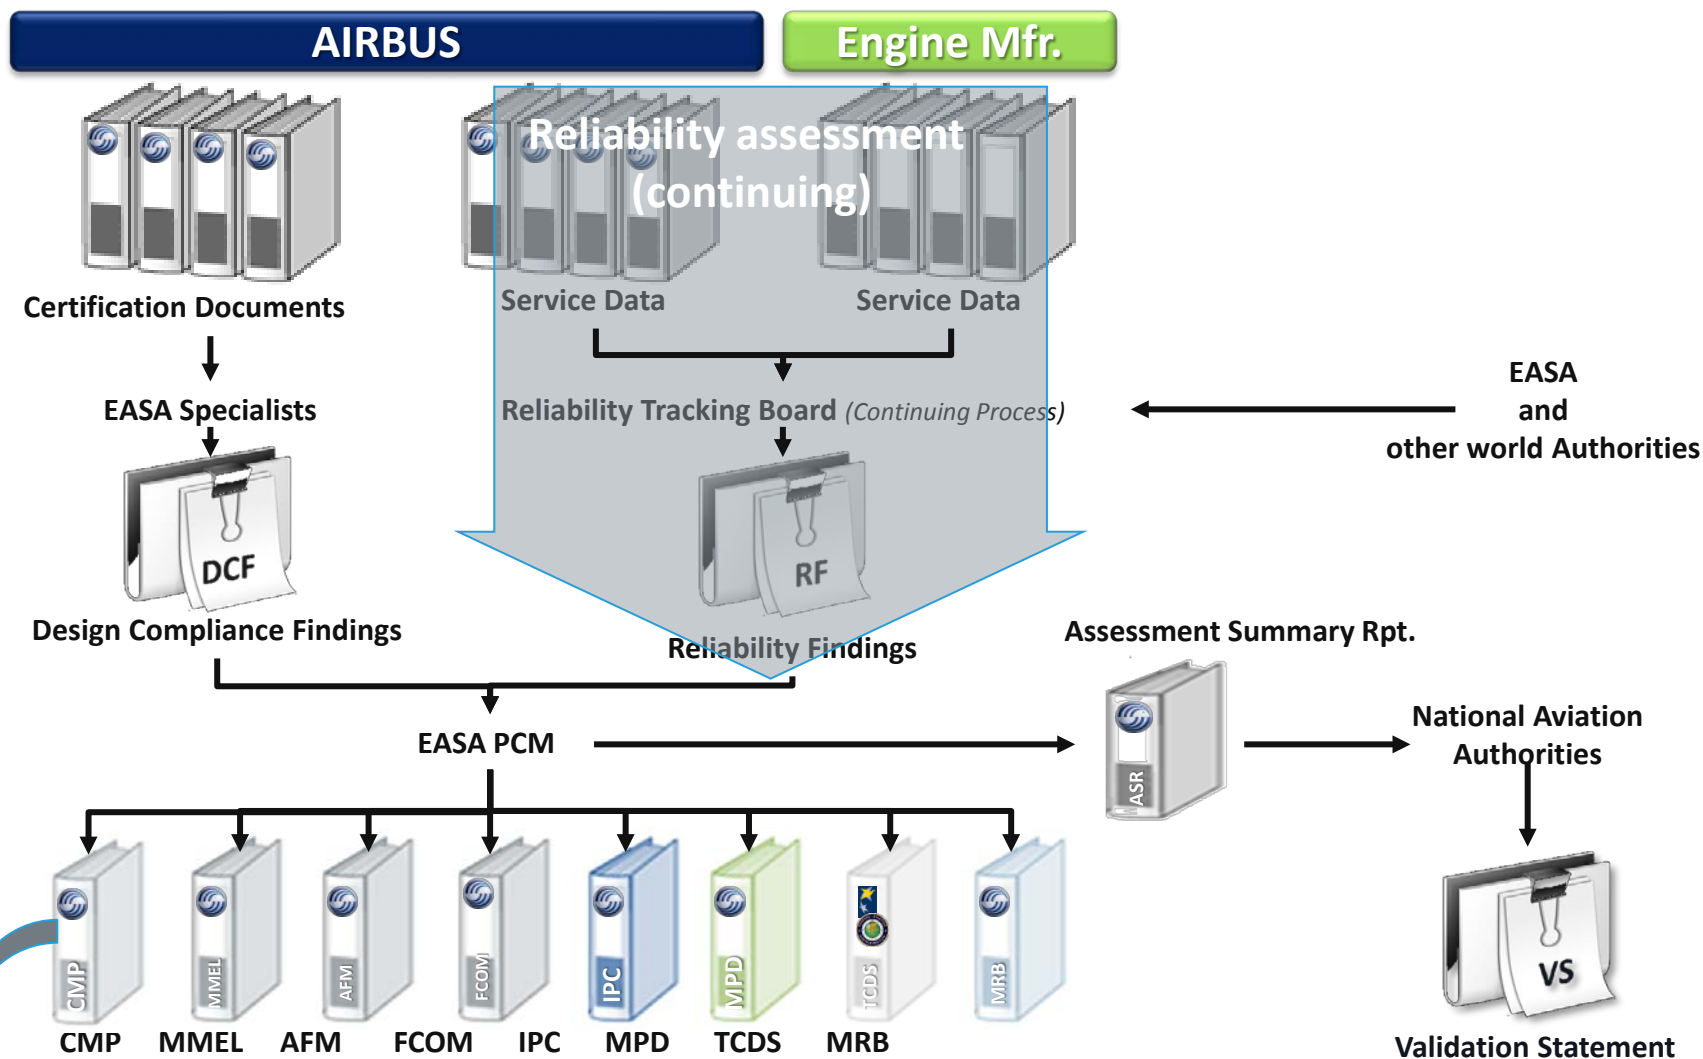 AIRBUS
Engine Mfr.
Reliability assessment
(continuing)
Certification Documents
Service Data
Service Data
EASA Specialists
Reliability Tracking Board (Continuing Process)
EASA
and
other world Authorities
DCF
RF
Design Compliance Findings
Reliability Findings
Assessment Summary Rpt.
ASR
EASA PCM
National Aviation
Authorities
CMP
MMEL
AFM
FCOM
IPC
MPD
TCDS
MRB
VS
CMP MMEL AFM FCOM IPC MPD TCDS MRB
Validation Statement